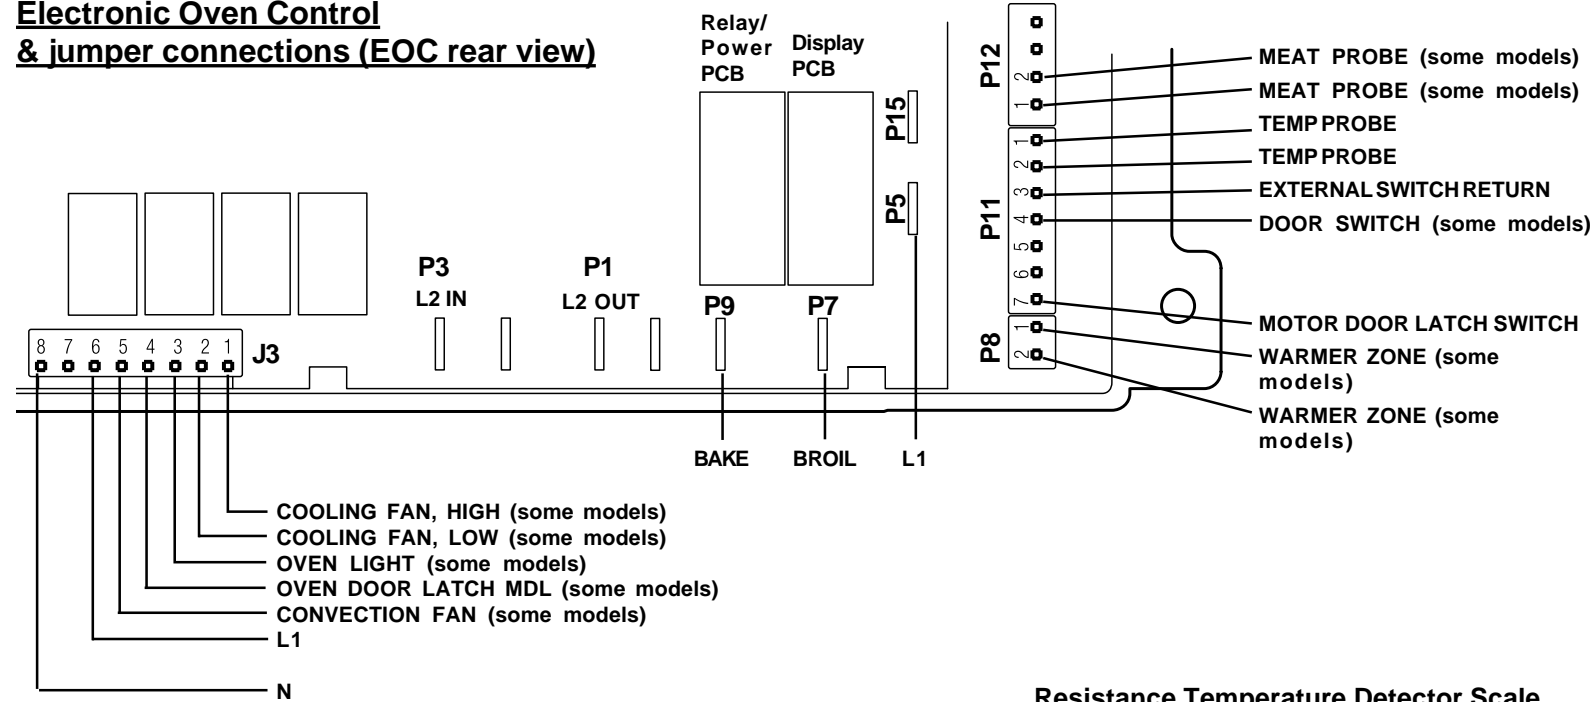 Electronic Oven Control
& jumper connections (EOC rear view)
Relay/
Power
PCB
Display
PCB
P15
P5
P12
2
1
P11
1
2
3
4
5
6
7
P8
1
2
MEAT PROBE (some models)
MEAT PROBE (some models)
TEMP PROBE
TEMP PROBE
EXTERNAL SWITCH RETURN
DOOR SWITCH (some models)
MOTOR DOOR LATCH SWITCH
WARMER ZONE (some
models)
WARMER ZONE (some
models)
P3
L2 IN
P1
L2 OUT
P9
P7
8 7 6 5 4 3 2 1
J3
BAKE
BROIL
L1
COOLING FAN, HIGH (some models)
COOLING FAN, LOW (some models)
OVEN LIGHT (some models)
OVEN DOOR LATCH MDL (some models)
CONVECTION FAN (some models)
L1
N
Resistance Temperature Detector Scale